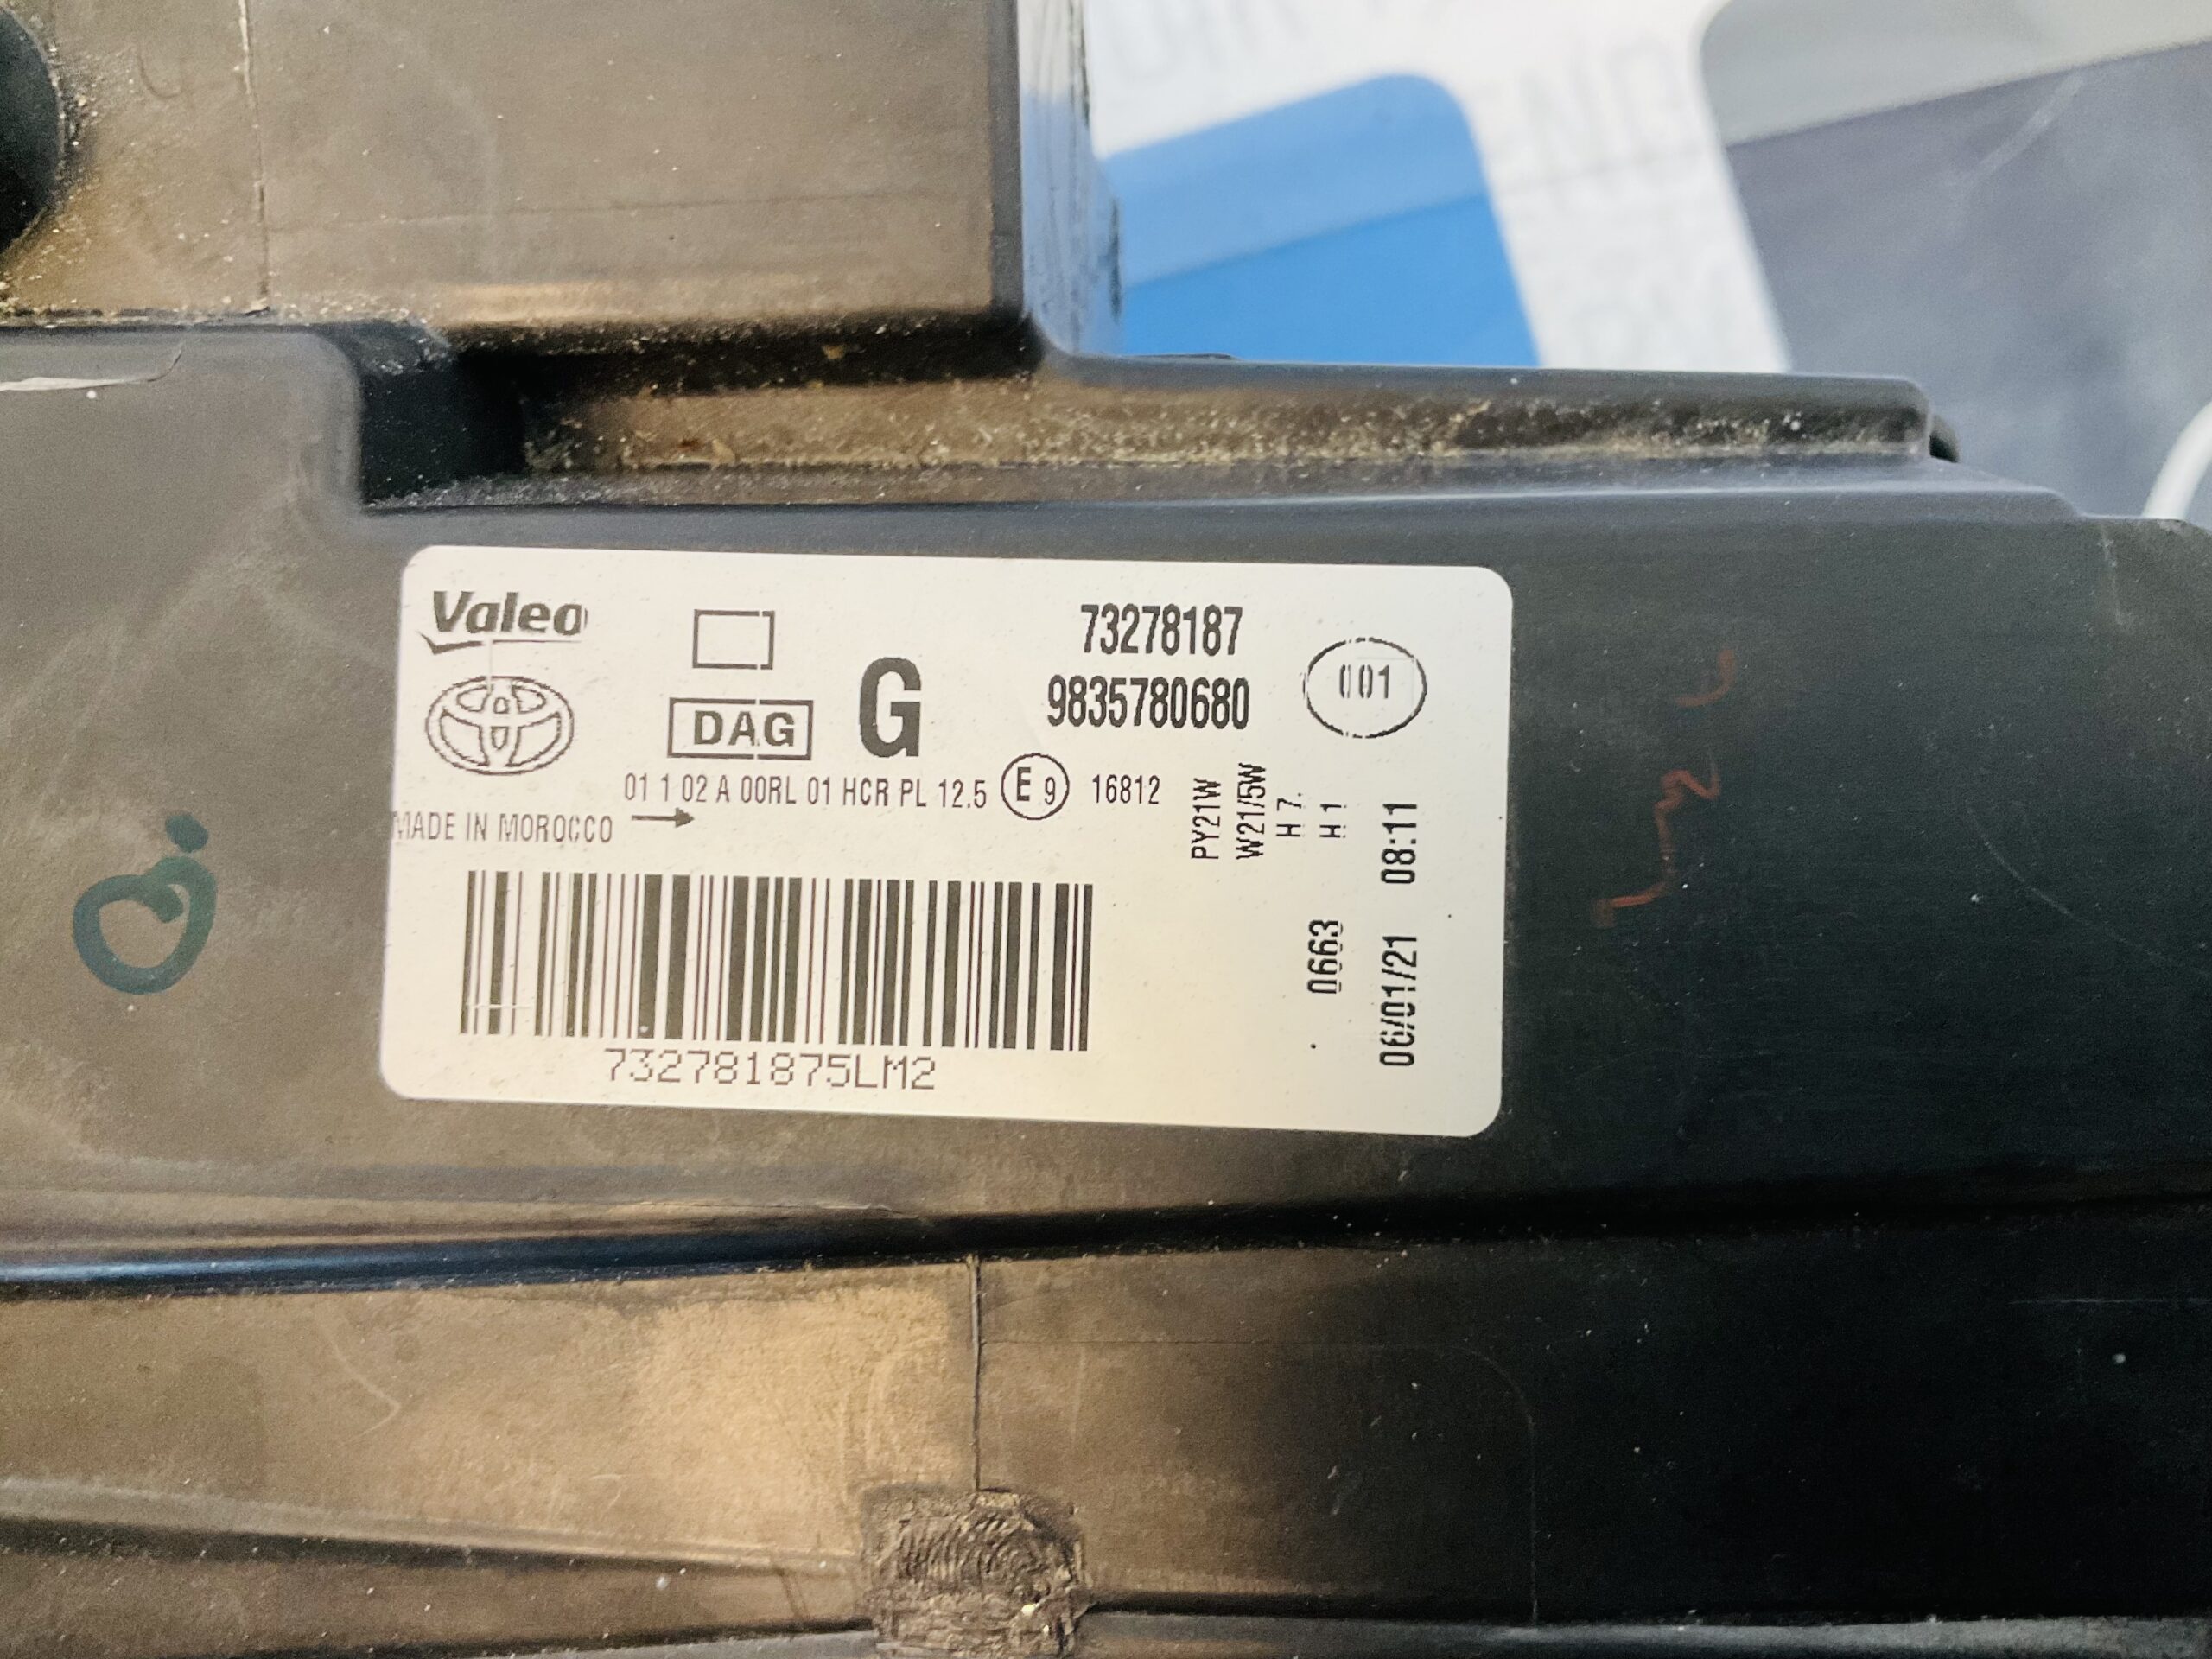 Valeo
DAG
G
73278187
9835780680
001
01 1 02 A 00RL 01 HCR PL 12.5
E 9
16812
MADE IN MOROCCO
PY21W
W21/5W
H7.
H1
0663
06/01/21 08:11
732781875LM2